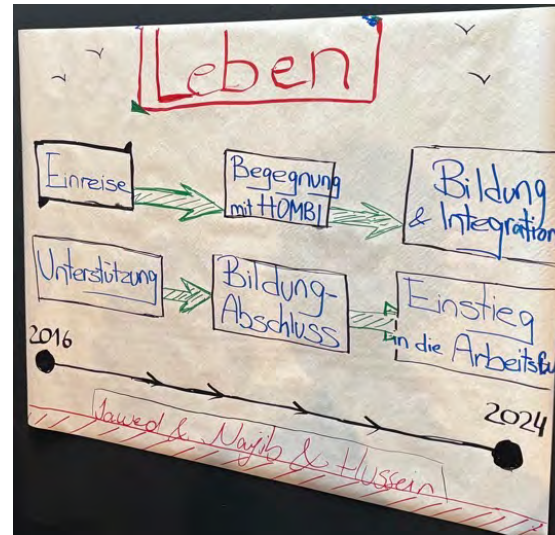 Leben
Einreise
Begegnung
mit HOMBI
Bildung
& Integration
Unterstützung
Bildung-
Abschluss
Einstieg
in die
2016
2024
Jawed & Najib & Hussein